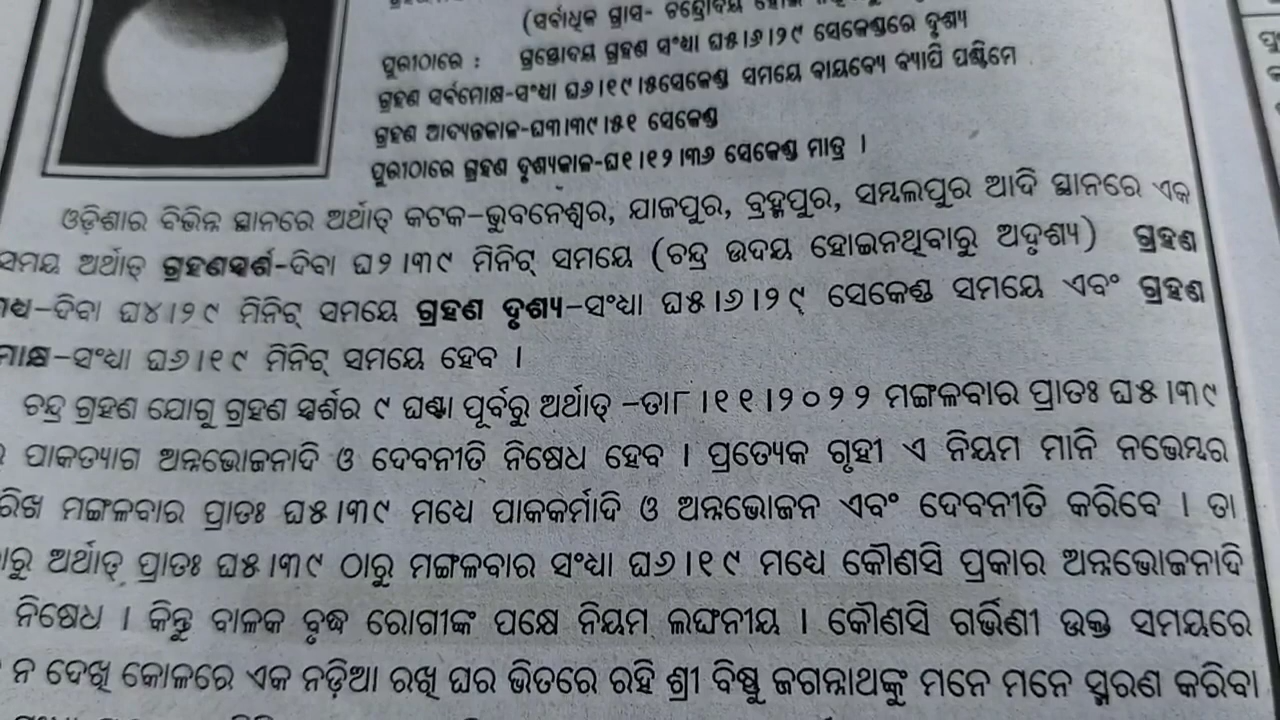 (ସର୍ବାଧିକ ଗ୍ରାସ- ଚନ୍ଦ୍ରୋଦୟ
ପୁରୀଠାରେ : ଗ୍ରସ୍ତୋଦୟ ଗ୍ରହଣ ସଂଧ୍ୟା ଘ୫।୬।୨୯ ସେକେଣ୍ଡରେ ଦୃଶ୍ୟ
ଗ୍ରହଣ ସର୍ବମୋକ୍ଷ-ସଂଧ୍ୟା ଘ୬।୧୯।୫ସେକେଣ୍ଡ ସମୟେ ବାୟବ୍ୟେ ବ୍ୟାପି ପଶ୍ଚିମେ
ଗ୍ରହଣ ଆଦ୍ୟନ୍ତକାଳ-ଘ୩।୩୯।୫୧ ସେକେଣ୍ଡ
ପୁରୀଠାରେ ଗ୍ରହଣ ଦୃଶ୍ୟକାଳ-ଘ୧।୧୨।୩୬ ସେକେଣ୍ଡ ମାତ୍ର ।
ଓଡ଼ିଶାର ବିଭିନ୍ନ ସ୍ଥାନରେ ଅର୍ଥାତ୍ କଟକ-ଭୁବନେଶ୍ୱର, ଯାଜପୁର, ବ୍ରହ୍ମପୁର, ସମ୍ବଲପୁର ଆଦି ସ୍ଥାନରେ ଏକ
ସମୟ ଅର୍ଥାତ୍ ଗ୍ରହଣସ୍ପର୍ଶ-ଦିବା ଘ୨।୩୯ ମିନିଟ୍ ସମୟେ (ଚନ୍ଦ୍ର ଉଦୟ ହୋଇନଥିବାରୁ ଅଦୃଶ୍ୟ) ଗ୍ରହଣ
-ଦିବା ଘ୪।୨୯ ମିନିଟ୍ ସମୟେ ଗ୍ରହଣ ଦୃଶ୍ୟ-ସଂଧ୍ୟା ଘ୫।୬।୨୯ ସେକେଣ୍ଡ ସମୟେ ଏବଂ ଗ୍ରହଣ
-ସଂଧ୍ୟା ଘ୬।୧୯ ମିନିଟ୍ ସମୟେ ହେବ ।
ଚନ୍ଦ୍ର ଗ୍ରହଣ ଯୋଗୁ ଗ୍ରହଣ ସ୍ପର୍ଶର ୯ ଘଣ୍ଟା ପୂର୍ବରୁ ଅର୍ଥାତ୍ -ତା୮।୧୧।୨୦୨୨ ମଙ୍ଗଳବାର ପ୍ରାତଃ ଘ୫।୩୯
ପାକତ୍ୟାଗ ଅନ୍ନଭୋଜନାଦି ଓ ଦେବନୀତି ନିଷେଧ ହେବ । ପ୍ରତ୍ୟେକ ଗୃହୀ ଏ ନିୟମ ମାନି ନଭେମ୍ବର
ମଙ୍ଗଳବାର ପ୍ରାତଃ ଘ୫।୩୯ ମଧ୍ୟେ ପାକକର୍ମାଦି ଓ ଅନ୍ନଭୋଜନ ଏବଂ ଦେବନୀତି କରିବେ । ତା
ଅର୍ଥାତ୍ ପ୍ରାତଃ ଘ୫।୩୯ ଠାରୁ ମଙ୍ଗଳବାର ସଂଧ୍ୟା ଘ୬।୧୯ ମଧ୍ୟେ କୌଣସି ପ୍ରକାର ଅନ୍ନଭୋଜନାଦି
ନିଷେଧ । କିନ୍ତୁ ବାଳକ ବୃଦ୍ଧ ରୋଗୀଙ୍କ ପକ୍ଷେ ନିୟମ ଲଙ୍ଘନୀୟ । କୌଣସି ଗର୍ଭିଣୀ ଉକ୍ତ ସମୟରେ
ନ ଦେଖି କୋଳରେ ଏକ ନଡ଼ିଆ ରଖି ଘର ଭିତରେ ରହି ଶ୍ରୀ ବିଷ୍ଣୁ ଜଗନ୍ନାଥଙ୍କୁ ମନେ ମନେ ସ୍ମରଣ କରିବା